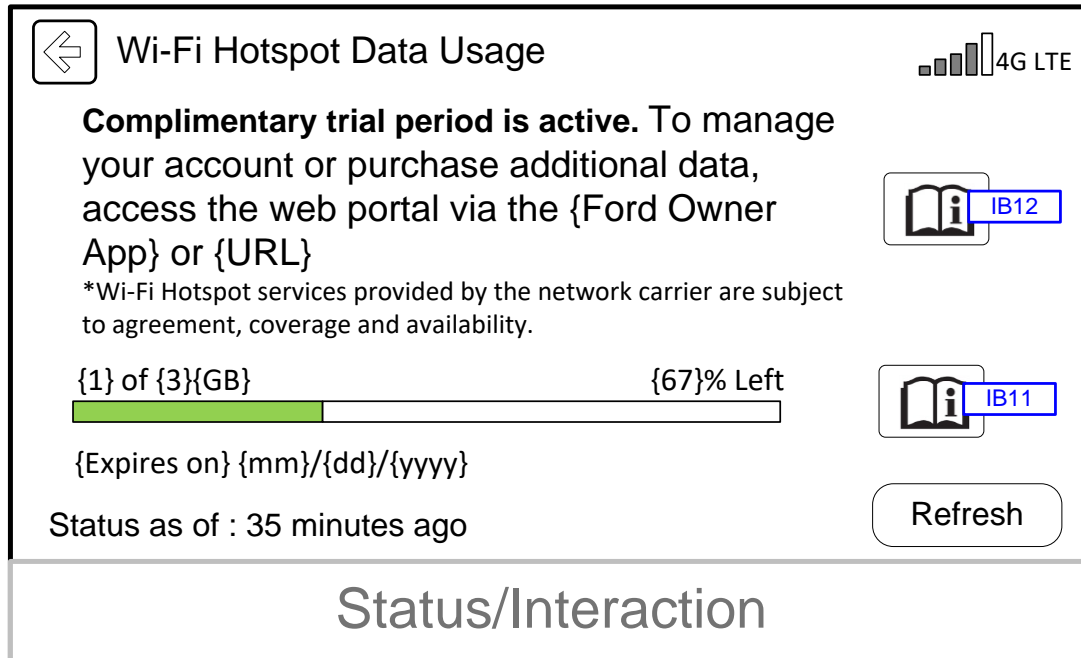 Wi-Fi Hotspot Data Usage
4G LTE
Complimentary trial period is active. To manage
your account or purchase additional data,
access the web portal via the {Ford Owner
App} or {URL}
IB12
*Wi-Fi Hotspot services provided by the network carrier are subject
to agreement, coverage and availability.
{1} of {3}{GB}
{67}% Left
IB11
{Expires on} {mm}/{dd}/{yyyy}
Status as of : 35 minutes ago
Refresh
Status/Interaction